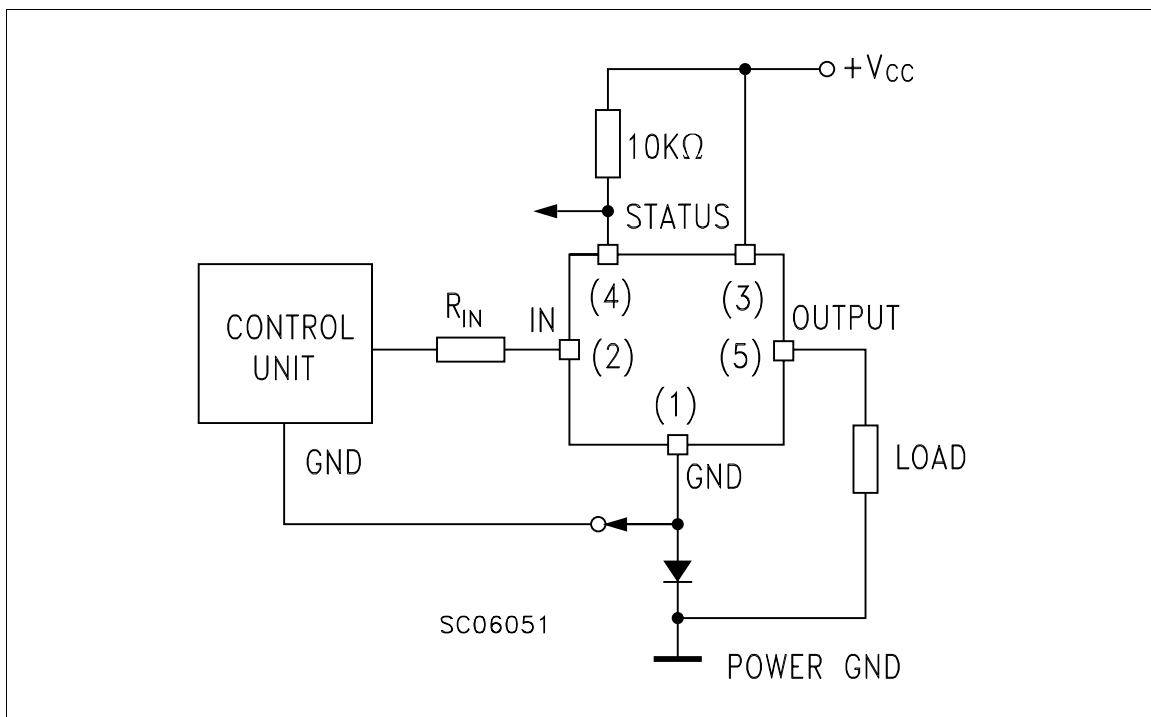 +VCC
10KΩ
STATUS
(4)
(3)
CONTROL
UNIT
RIN
IN
(2)
(5)
OUTPUT
(1)
GND
GND
LOAD
SC06051
POWER GND